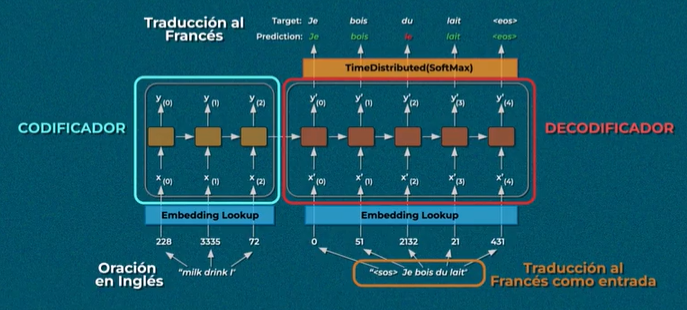 Traducción al
Francés
Target: Je bois du lait <eos>
Prediction: Je bois le lait <eos>
TimeDistributed(SoftMax)
y(0) y(1) y(2) y'(0) y'(1) y'(2) y'(3) y'(4)
CODIFICADOR
DECODIFICADOR
x(0) x(1) x(2) x'(0) x'(1) x'(2) x'(3) x'(4)
Embedding Lookup Embedding Lookup
228 3335 72 0 51 2132 21 431
Oración
en Inglés
"milk drink I"
"<sos> Je bois du lait"
Traducción al
Francés como entrada